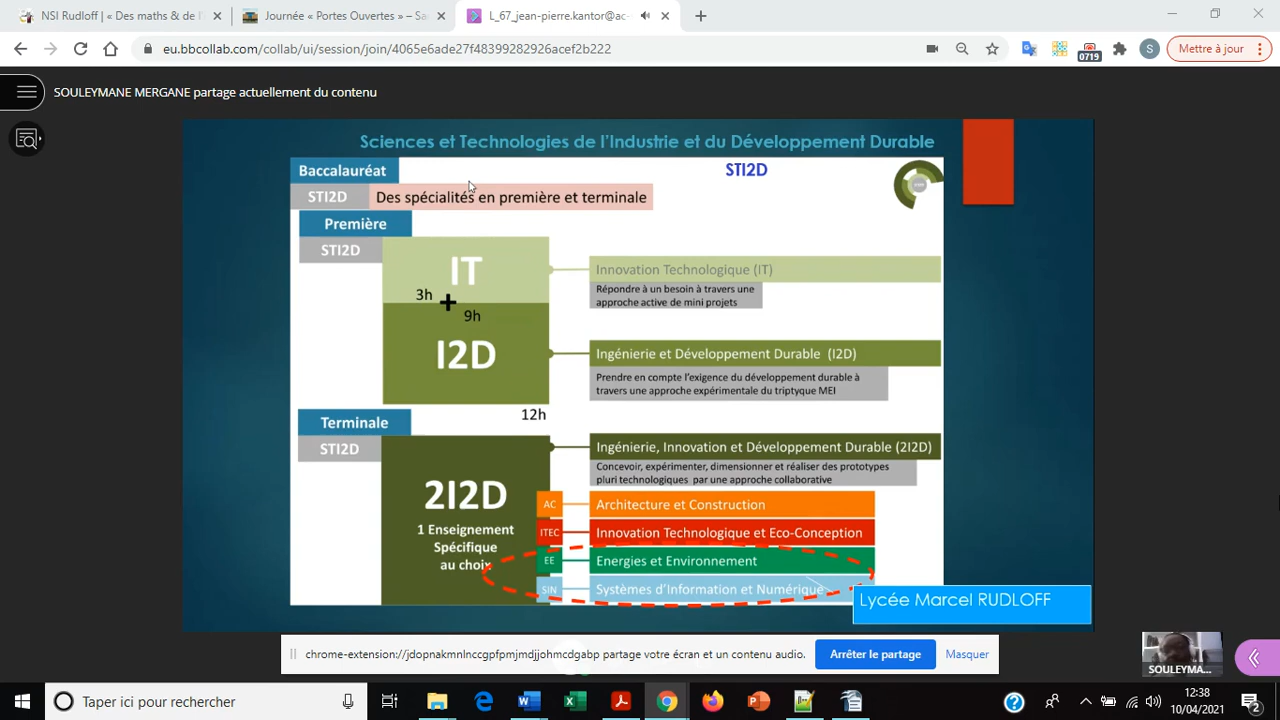 NSI Rudloff | « Des maths & de l'
Journée « Portes Ouvertes » – Sa
L_67_jean-pierre.kantor@ac-
eu.bbcollab.com/collab/ui/session/join/4065e6ade27f48399282926acef2b222
0719
S
Mettre à jour
SOULEYMANE MERGANE partage actuellement du contenu
Sciences et Technologies de l'Industrie et du Développement Durable
Baccalauréat
STI2D
STI2D
Des spécialités en première et terminale
Première
STI2D
IT
3h
+
9h
I2D
Innovation Technologique (IT)
Répondre à un besoin à travers une
approche active de mini projets
Ingénierie et Développement Durable (I2D)
Prendre en compte l'exigence du développement durable à
travers une approche expérimentale du triptyque MEI
12h
Terminale
STI2D
2I2D
1 Enseignement
Spécifique
au choix
Ingénierie, Innovation et Développement Durable (2I2D)
Concevoir, expérimenter, dimensionner et réaliser des prototypes
pluri technologiques par une approche collaborative
AC Architecture et Construction
ITEC Innovation Technologique et Eco-Conception
EE Energies et Environnement
SIN Systèmes d'Information et Numérique
Lycée Marcel RUDLOFF
chrome-extension://jdopnakmnlnccgpfpmjmdjjohmcdgabp partage votre écran et un contenu audio.
Arrêter le partage
Masquer
SOULEYMA...
Taper ici pour rechercher
12:38
10/04/2021
2